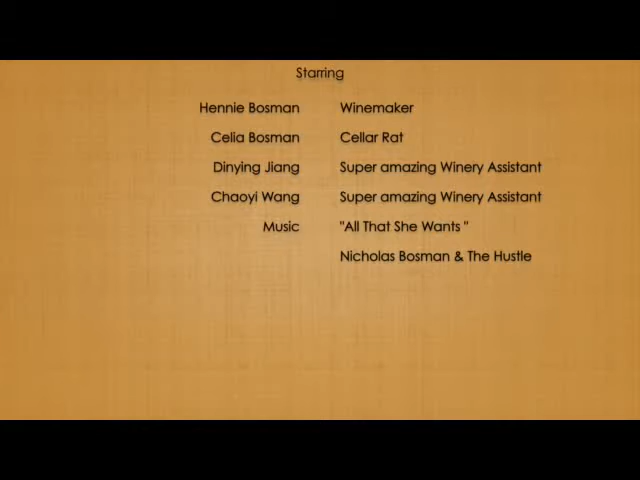 Starring
Hennie Bosman Winemaker
Celia Bosman Cellar Rat
Dinying Jiang Super amazing Winery Assistant
Chaoyi Wang Super amazing Winery Assistant
Music "All That She Wants "
Nicholas Bosman & The Hustle